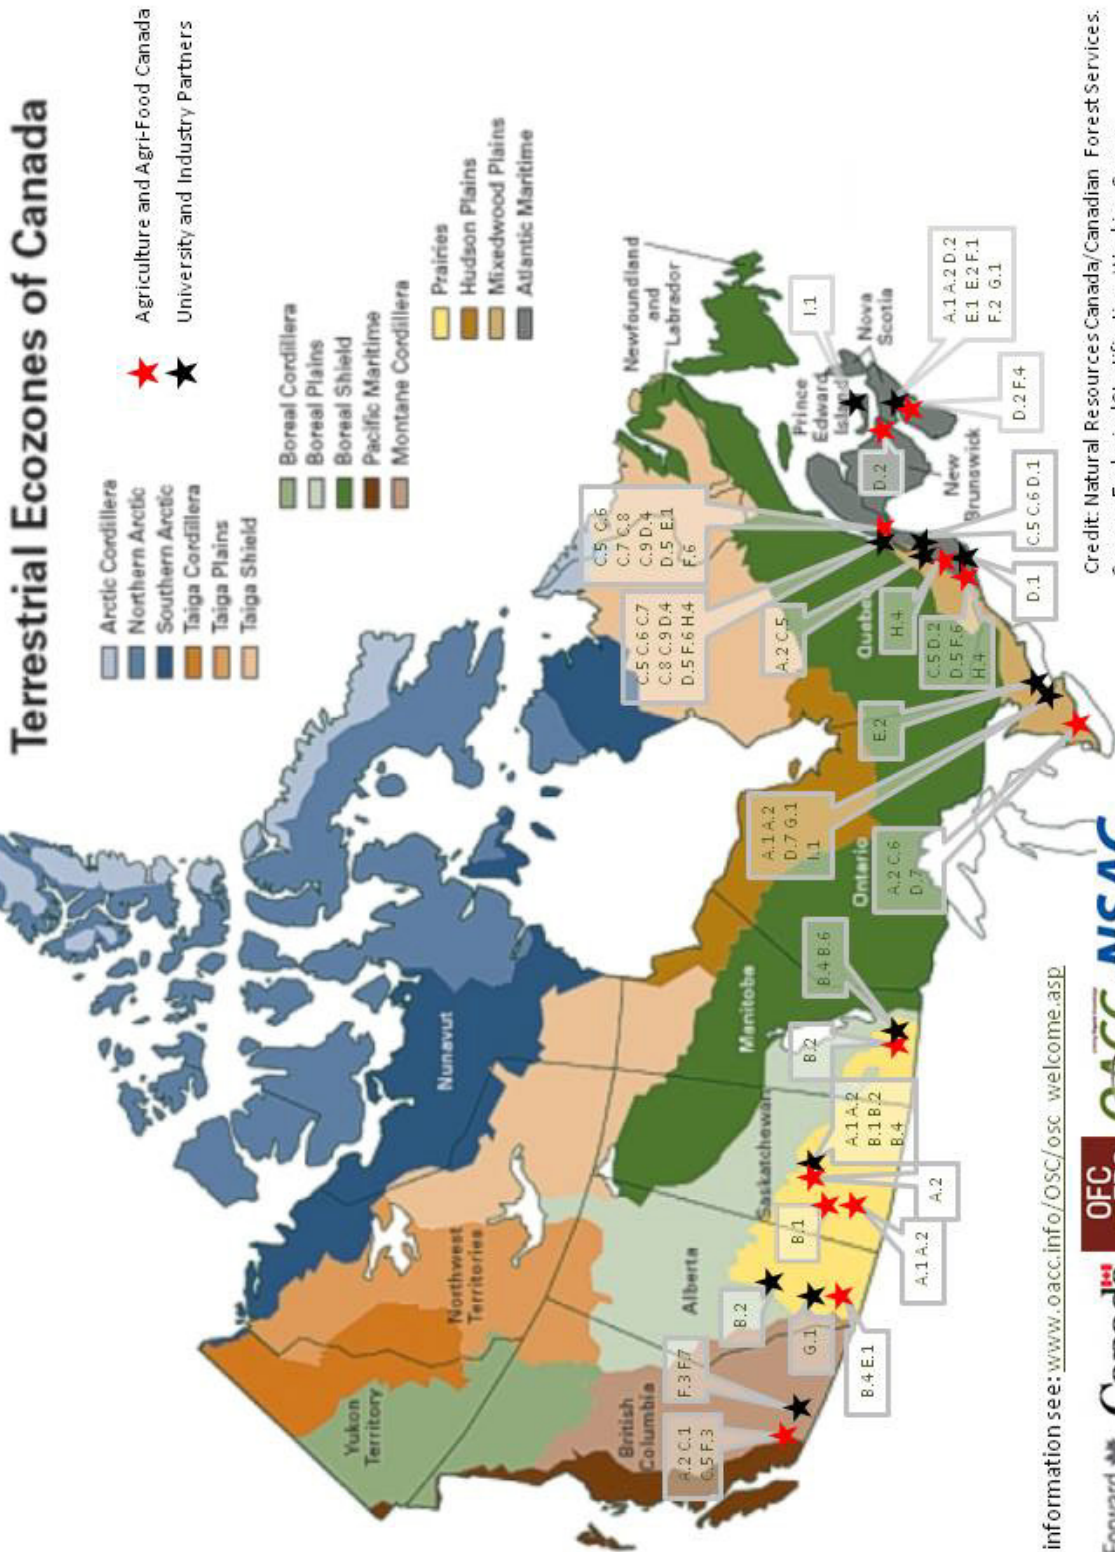 Terrestrial Ecozones of Canada
Agriculture and Agri-Food Canada
University and Industry Partners
Arctic Cordillera
Northern Arctic
Southern Arctic
Taiga Cordillera
Taiga Plains
Taiga Shield
Boreal Cordillera
Boreal Plains
Boreal Shield
Pacific Maritime
Montane Cordillera
Prairies
Hudson Plains
Mixedwood Plains
Atlantic Maritime
Yukon
Territory
Northwest
Territories
Nunavut
British
Columbia
Alberta
Saskatchewan
Manitoba
Ontario
Quebec
Newfoundland
and
Labrador
Prince
Edward
Island
Nova
Scotia
New
Brunswick
A.2 C.1
C.5 F.3
F.3 F.7
B.2
G.1
B.4 E.1
B.1
A.1 A.2
A.2
A.1 A.2
B.1 B.2
B.4
B.2
B.4 B.6
A.1 A.2
D.7 G.1
I.1
A.2 C.6
D.7
E.2
C.5 C.6 C.7
C.8 C.9 D.4
D.5 F.6 H.4
C.5 C.6
C.7 C.8
C.9 D.4
D.5 E.1
F.6
A.2 C.5
H.4
C.5 D.2
D.5 F.6
H.4
D.1
C.5 C.6 D.1
D.2
I.1
A.1 A.2 D.2
E.1 E.2 F.1
F.2 G.1
D.2 F.4
Credit: Natural Resources Canada/Canadian Forest Services.
information see: www.oacc.info/OSC/osc_welcome.asp
Forward
OFC
OACC
NSAC